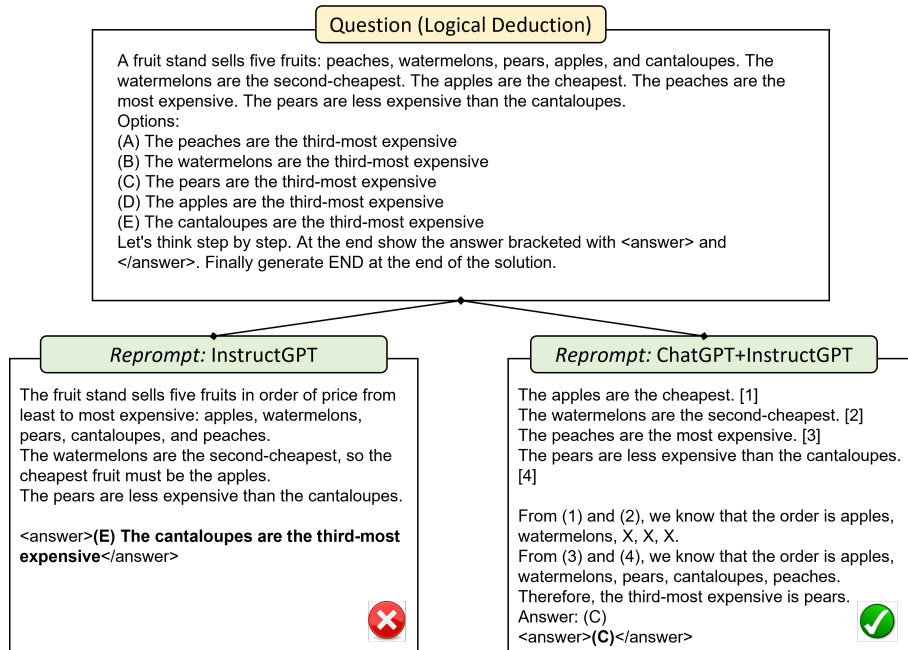 Question (Logical Deduction)
A fruit stand sells five fruits: peaches, watermelons, pears, apples, and cantaloupes. The
watermelons are the second-cheapest. The apples are the cheapest. The peaches are the
most expensive. The pears are less expensive than the cantaloupes.
Options:
(A) The peaches are the third-most expensive
(B) The watermelons are the third-most expensive
(C) The pears are the third-most expensive
(D) The apples are the third-most expensive
(E) The cantaloupes are the third-most expensive
Let's think step by step. At the end show the answer bracketed with <answer> and
</answer>. Finally generate END at the end of the solution.
Reprompt: InstructGPT
The fruit stand sells five fruits in order of price from
least to most expensive: apples, watermelons,
pears, cantaloupes, and peaches.
The watermelons are the second-cheapest, so the
cheapest fruit must be the apples.
The pears are less expensive than the cantaloupes.
<answer>(E) The cantaloupes are the third-most
expensive</answer>
Reprompt: ChatGPT+InstructGPT
The apples are the cheapest. [1]
The watermelons are the second-cheapest. [2]
The peaches are the most expensive. [3]
The pears are less expensive than the cantaloupes.
[4]
From (1) and (2), we know that the order is apples,
watermelons, X, X, X.
From (3) and (4), we know that the order is apples,
watermelons, pears, cantaloupes, peaches.
Therefore, the third-most expensive is pears.
Answer: (C)
<answer>(C)</answer>